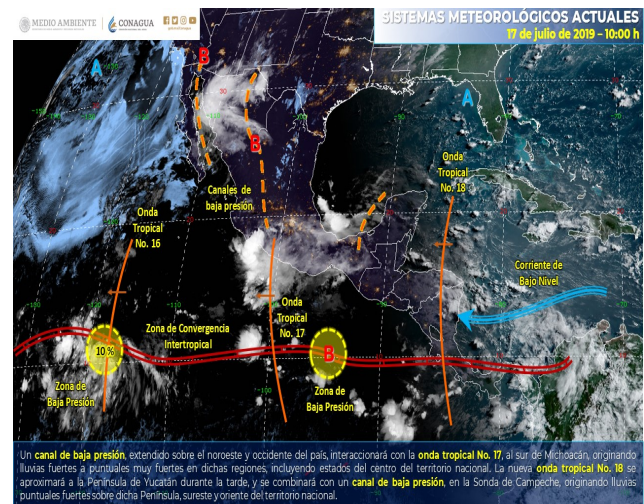 MEDIO AMBIENTE
CONAGUA
SISTEMAS METEOROLÓGICOS ACTUALES
17 de julio de 2019 – 10:00 h
A
B
30
A
B
Canales de
baja presión
Onda
Tropical
No. 18
Onda
Tropical
No. 16
Corriente de
Bajo Nivel
Zona de Convergencia
Intertropical
Onda
Tropical
No. 17
10 %
B
Zona de
Baja Presión
Zona de
Baja Presión
-100
Un canal de baja presión, extendido sobre el noroeste y occidente del país, interaccionará con la onda tropical No. 17, al sur de Michoacán, originando
lluvias fuertes a puntuales muy fuertes en dichas regiones, incluyendo estados del centro del territorio nacional. La nueva onda tropical No. 18 se
aproximará a la Península de Yucatán durante la tarde, y se combinará con un canal de baja presión, en la Sonda de Campeche, originando lluvias
puntuales fuertes sobre dicha Península, sureste y oriente del territorio nacional.